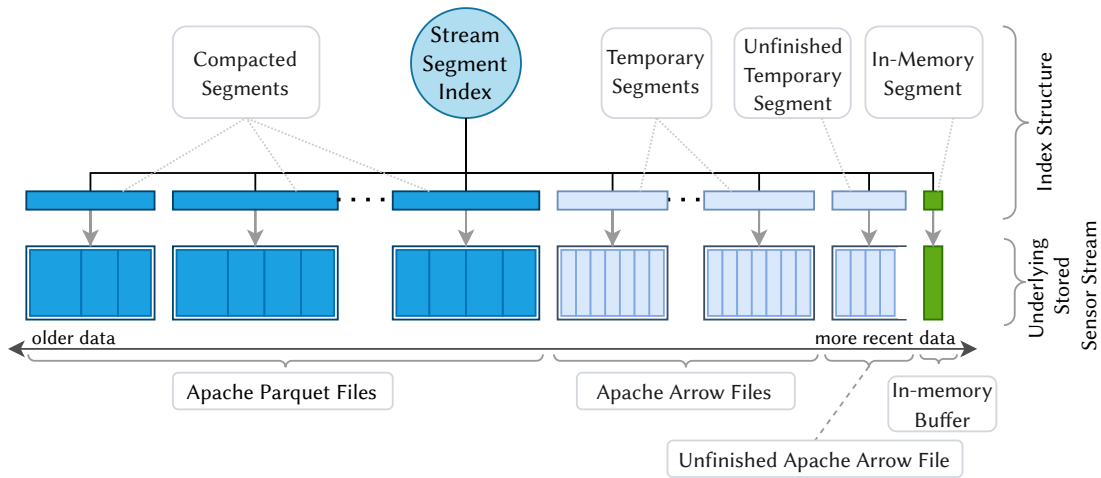 Compacted
Segments
Stream
Segment
Index
Temporary
Segments
Unfinished
Temporary
Segment
In-Memory
Segment
Index Structure
Underlying
Stored
Sensor Stream
older data
more recent data
Apache Parquet Files
Apache Arrow Files
In-memory
Buffer
Unfinished Apache Arrow File